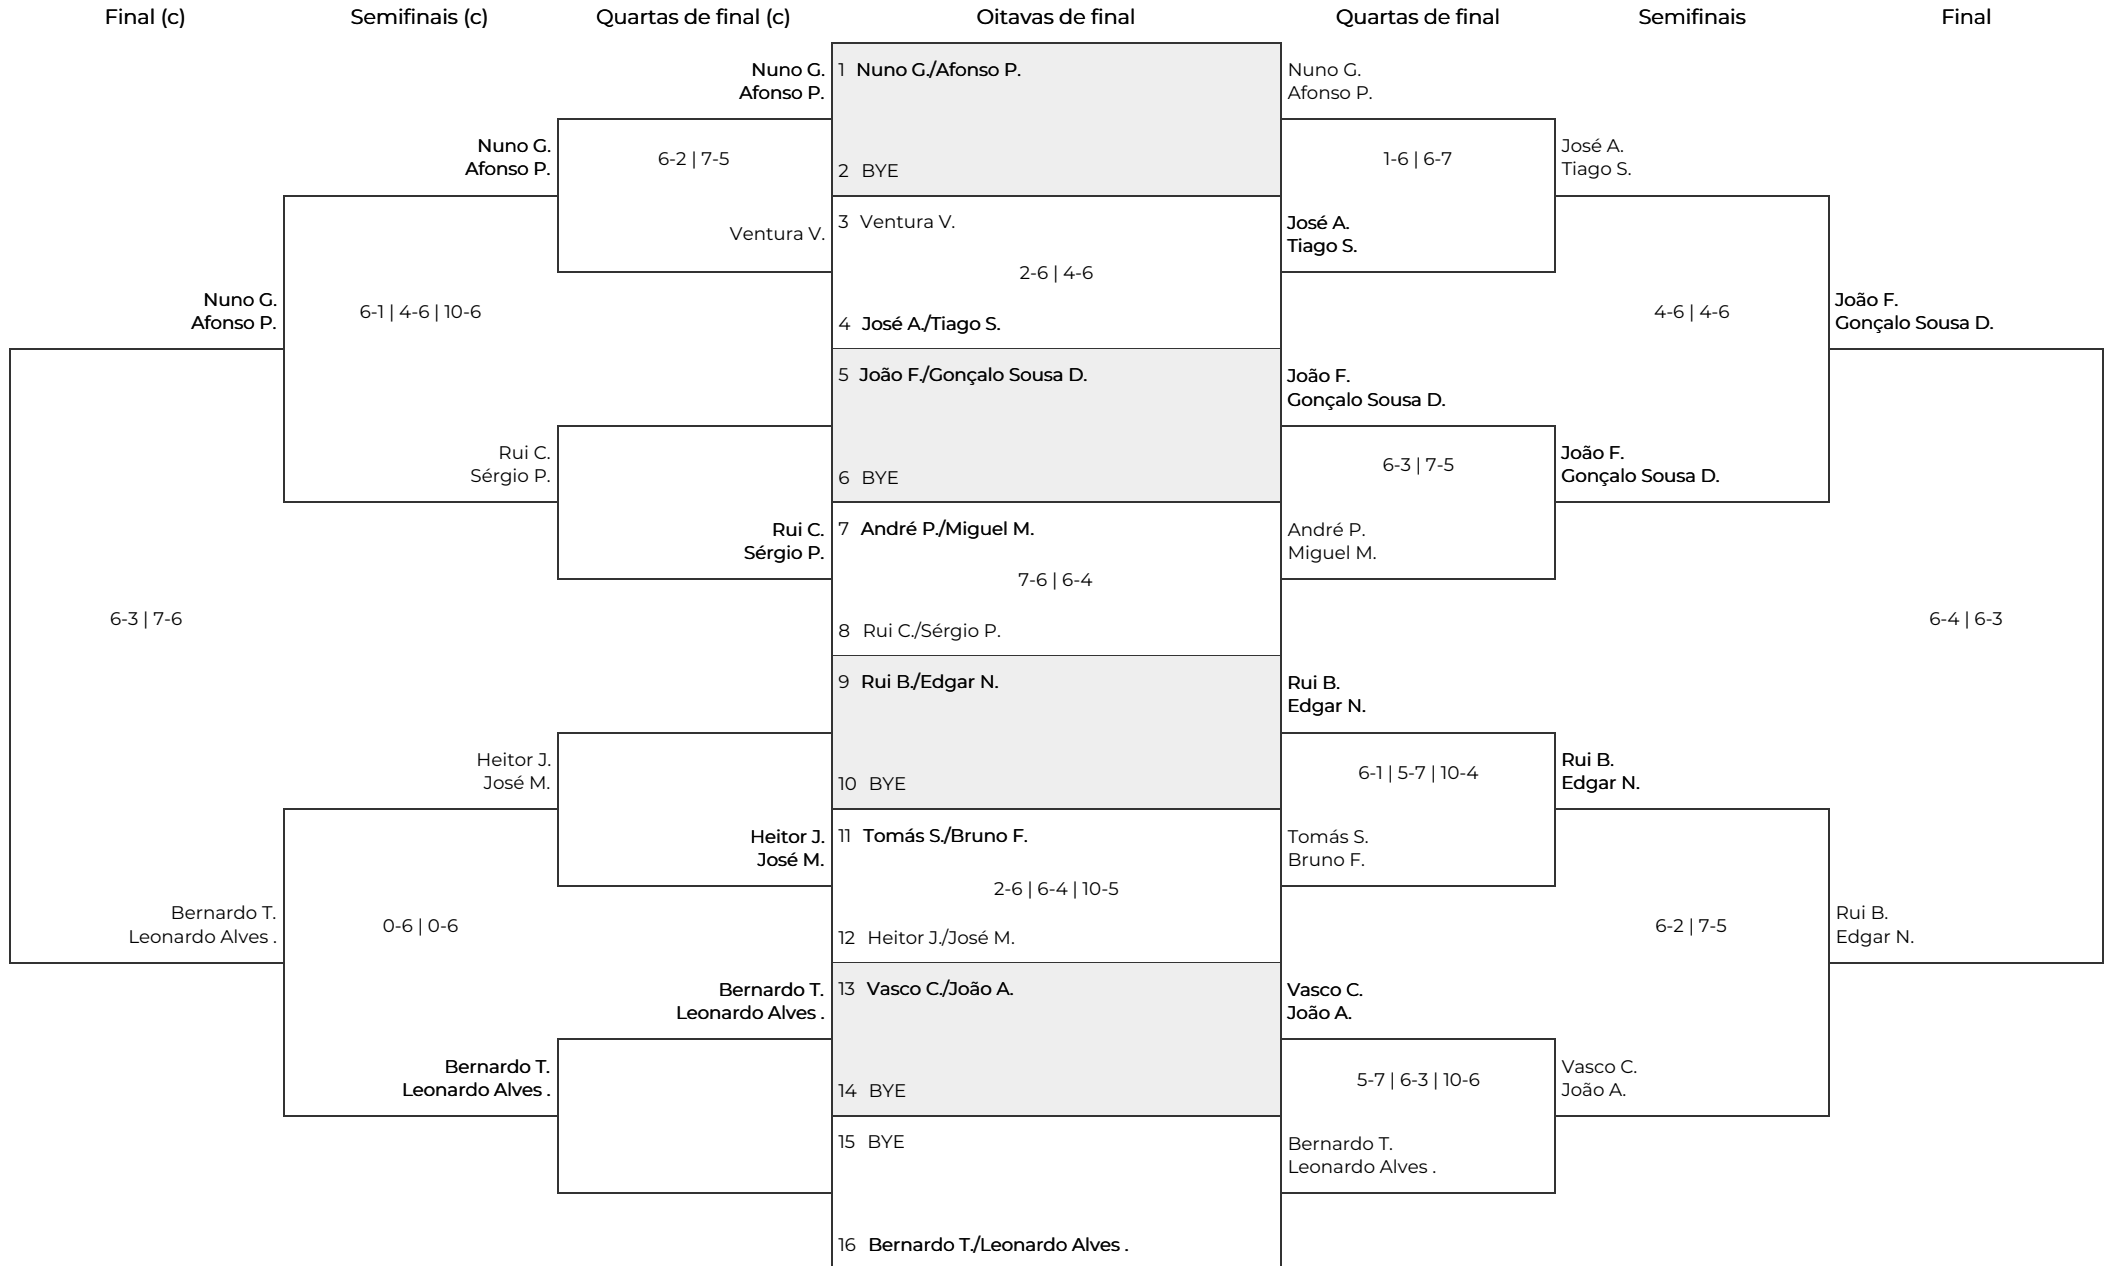 Final (c) Semifinais (c) Quartas de final (c) Oitavas de final Quartas de final Semifinais Final
Nuno G. 1 Nuno G./Afonso P. Nuno G.
Afonso P. Afonso P.
Nuno G. José A.
6-2 | 7-5 1-6 | 6-7
Afonso P. 2 BYE Tiago S.
Ventura V. 3 Ventura V. José A.
Tiago S.
2-6 | 4-6
Nuno G. João F.
6-1 | 4-6 | 10-6 4-6 | 4-6
Afonso P. 4 José A./Tiago S. Gonçalo Sousa D.
5 João F./Gonçalo Sousa D. João F.
Gonçalo Sousa D.
Rui C. João F.
6-3 | 7-5
Sérgio P. 6 BYE Gonçalo Sousa D.
Rui C. 7 André P./Miguel M. André P.
Sérgio P. Miguel M.
7-6 | 6-4
6-3 | 7-6 6-4 | 6-3
8 Rui C./Sérgio P.
9 Rui B./Edgar N. Rui B.
Edgar N.
Heitor J. Rui B.
6-1 | 5-7 | 10-4
José M. 10 BYE Edgar N.
Heitor J. 11 Tomás S./Bruno F. Tomás S.
José M. Bruno F.
2-6 | 6-4 | 10-5
Bernardo T. Rui B.
0-6 | 0-6 6-2 | 7-5
Leonardo Alves . 12 Heitor J./José M. Edgar N.
Bernardo T. 13 Vasco C./João A. Vasco C.
Leonardo Alves . João A.
Bernardo T. Vasco C.
5-7 | 6-3 | 10-6
Leonardo Alves . 14 BYE João A.
15 BYE Bernardo T.
Leonardo Alves .
16 Bernardo T./Leonardo Alves .